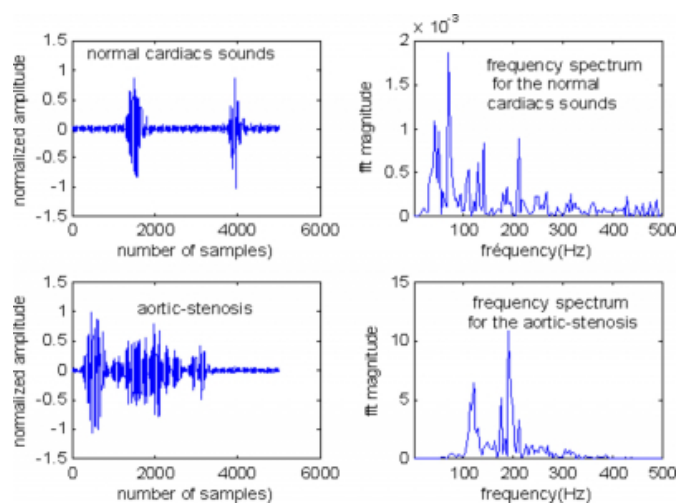 normal cardiacs sounds
normalized amplitude
1.5
1
0.5
0
-0.5
-1
-1.5
0 2000 4000 6000
number of samples)
× 10⁻³
frequency spectrum
for the normal
cardiacs sounds
fft magnitude
2
1.5
1
0.5
0
100 200 300 400 500
fréquency(Hz)
aortic-stenosis
normalized amplitude
1.5
1
0.5
0
-0.5
-1
-1.5
0 2000 4000 6000
number of samples)
frequency spectrum
for the aortic-stenosis
fft magnitude
15
10
5
0
100 200 300 400 500
frequency(Hz)